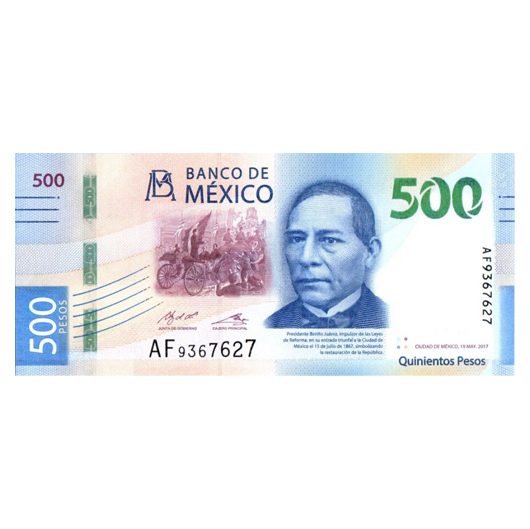 500
BM BANCO DE
MÉXICO
500
AF9367627
500
PESOS
JUNTA DE GOBIERNO
CAJERO PRINCIPAL
AF9367627
Presidente Benito Juárez, impulsor de las Leyes
de Reforma, en su entrada triunfal a la Ciudad de
México el 15 de julio de 1867, simbolizando
la restauración de la República.
CIUDAD DE MÉXICO, 19 MAY. 2017
Quinientos Pesos